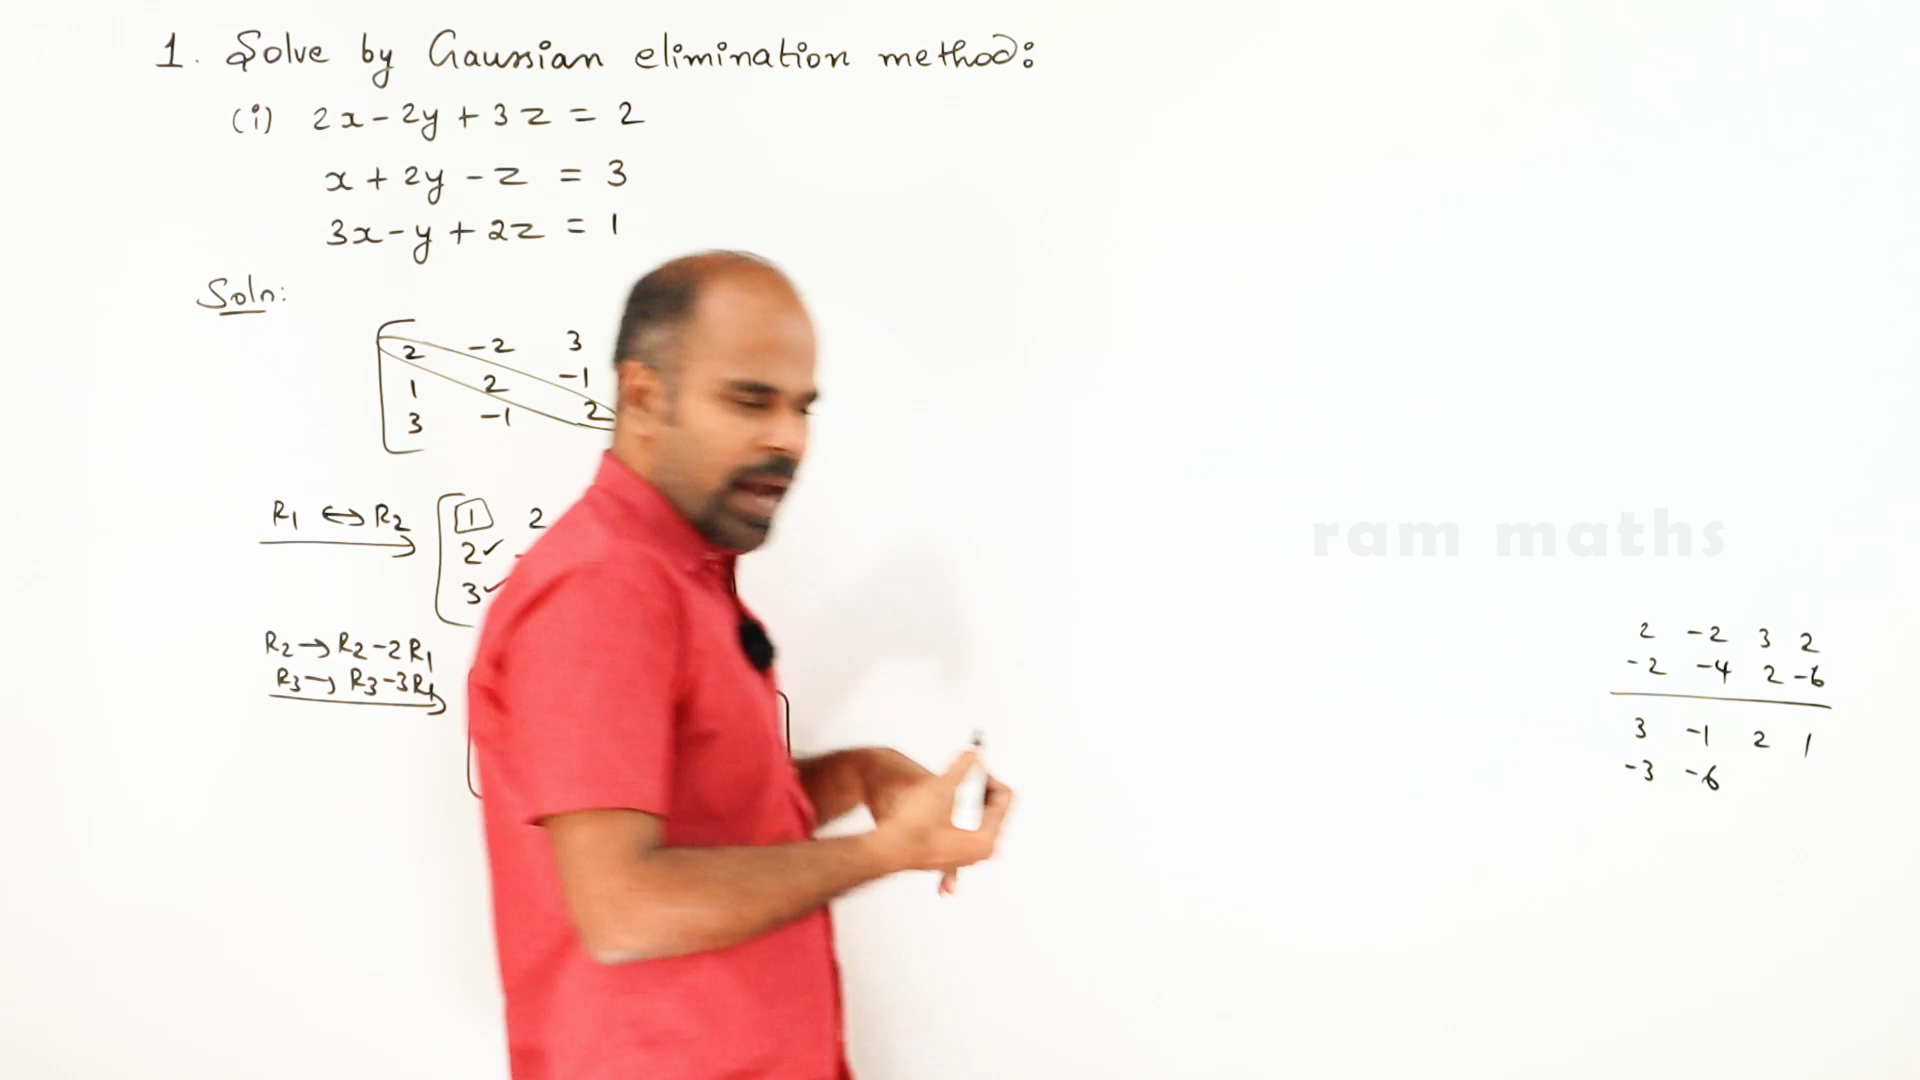 1. Solve by Gaussian elimination method:
(i) 2x - 2y + 3z = 2
x + 2y - z = 3
3x - y + 2z = 1
Soln:
2 -2 3
1 2 -1
3 -1 2
R1 ↔ R2 1 2
2✓
3✓
R2 → R2 - 2R1
R3 → R3 - 3R1
ram maths
2 -2 3 2
-2 -4 2 -6
3 -1 2 1
-3 -6